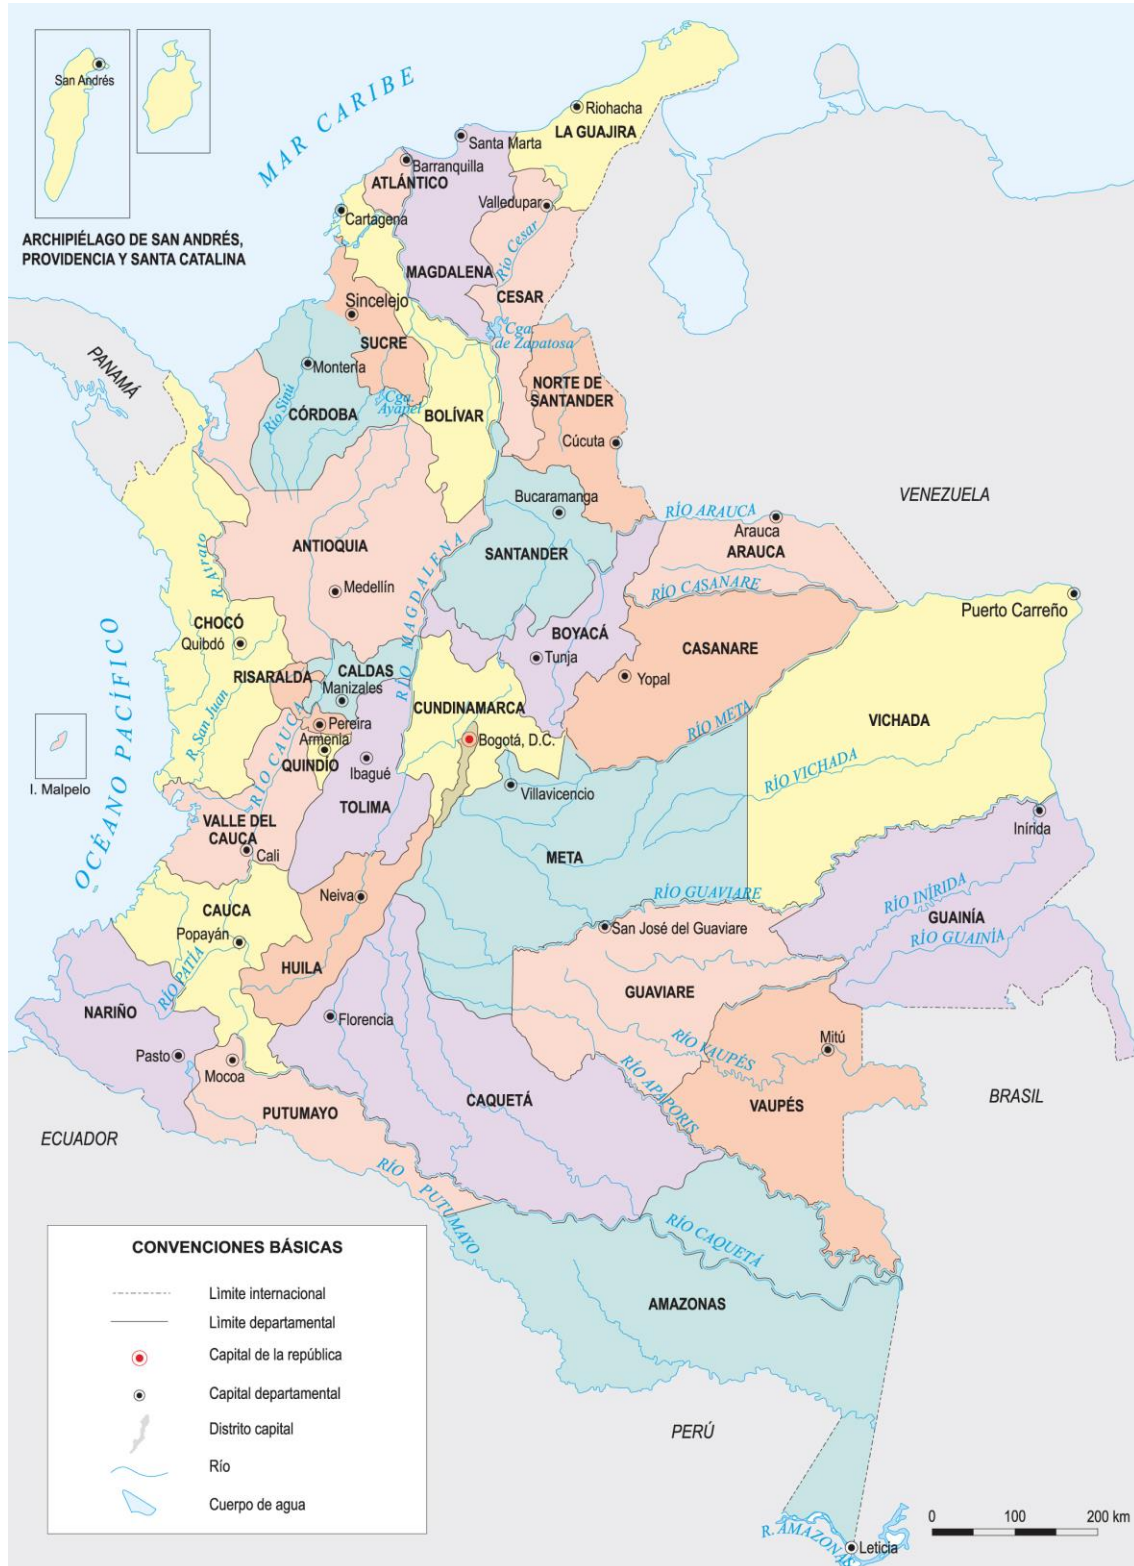 San Andrés
ARCHIPIÉLAGO DE SAN ANDRÉS,
PROVIDENCIA Y SANTA CATALINA
MAR CARIBE
Riohacha
LA GUAJIRA
Santa Marta
Barranquilla
ATLÁNTICO
Valledupar
Cartagena
Río Cesar
MAGDALENA
CESAR
Sincelejo
Cga.
de Zapatosa
SUCRE
PANAMÁ
Montería
NORTE DE
SANTANDER
Río Sinú
Cga.
Ayapel
CÓRDOBA
BOLÍVAR
Cúcuta
VENEZUELA
Bucaramanga
RÍO ARAUCA
Arauca
ARAUCA
ANTIOQUIA
SANTANDER
R. Atrato
Medellín
RÍO MAGDALENA
RÍO CASANARE
Puerto Carreño
CHOCÓ
Quibdó
BOYACÁ
Tunja
CASANARE
RISARALDA
CALDAS
Manizales
Yopal
OCÉANO PACÍFICO
R. San Juan
RÍO CAUCA
Pereira
CUNDINAMARCA
RÍO META
VICHADA
Armenia
Bogotá, D.C.
QUINDÍO
Ibagué
RÍO VICHADA
I. Malpelo
Villavicencio
TOLIMA
VALLE DEL
CAUCA
Cali
Inírida
META
Neiva
RÍO GUAVIARE
RÍO INÍRIDA
CAUCA
GUAINÍA
Popayán
San José del Guaviare
RÍO GUAINÍA
RÍO PATÍA
HUILA
GUAVIARE
NARIÑO
Florencia
Mitú
RÍO VAUPÉS
Pasto
Mocoa
RÍO APAPORIS
CAQUETÁ
VAUPÉS
BRASIL
PUTUMAYO
ECUADOR
RÍO PUTUMAYO
RÍO CAQUETÁ
AMAZONAS
CONVENCIONES BÁSICAS
Lìmite internacional
Lìmite departamental
Capital de la república
Capital departamental
Distrito capital
Río
Cuerpo de agua
PERÚ
0 100 200 km
R. AMAZONAS
Leticia